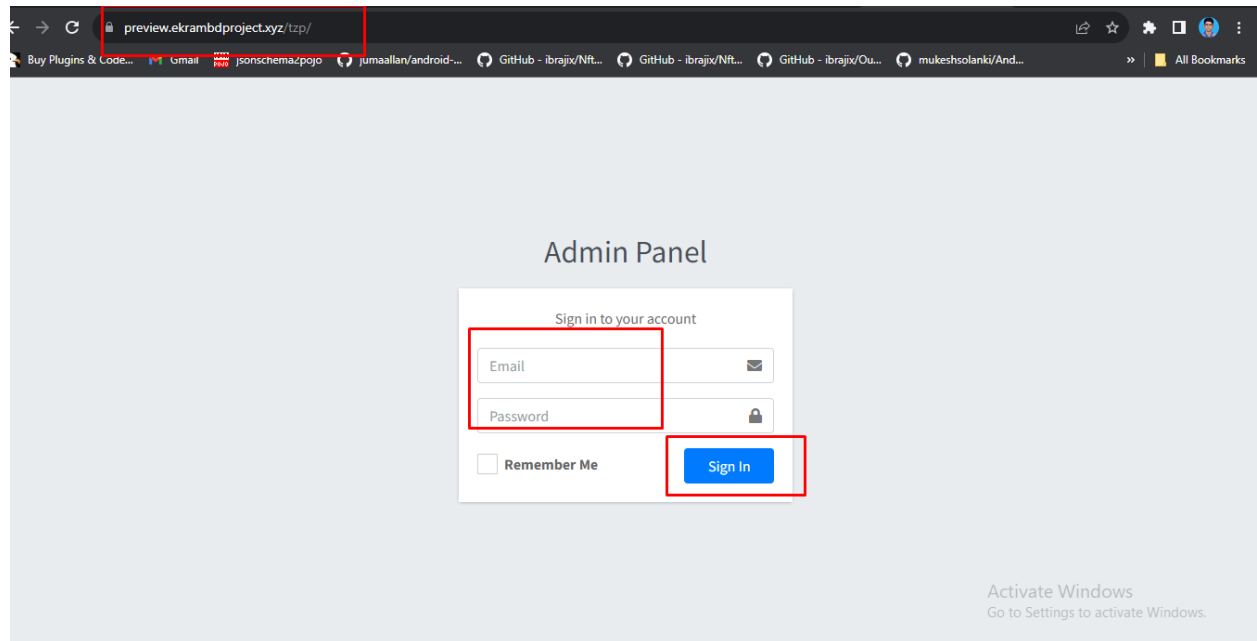 preview.ekrambdproject.xyz/tzp/
Buy Plugins & Code... Gmail jsonschema2pojo jumaallan/android-... GitHub - ibrajix/Nft... GitHub - ibrajix/Nft... GitHub - ibrajix/Ou... mukeshsolanki/And... » All Bookmarks
Admin Panel
Sign in to your account
Email
Password
Remember Me Sign In
Activate Windows
Go to Settings to activate Windows.